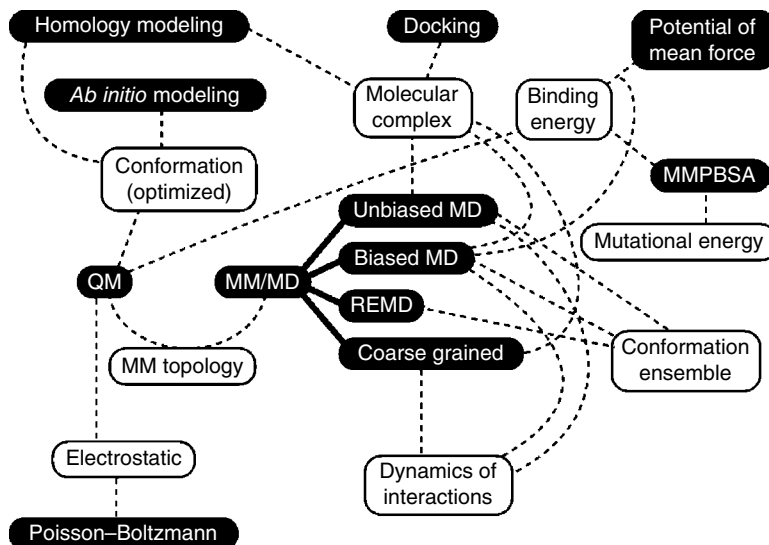 Homology modeling
Docking
Potential of
mean force
Ab initio modeling
Molecular
complex
Binding
energy
Conformation
(optimized)
MMPBSA
Unbiased MD
Mutational energy
Biased MD
QM
MM/MD
REMD
MM topology
Coarse grained
Conformation
ensemble
Electrostatic
Dynamics of
interactions
Poisson–Boltzmann